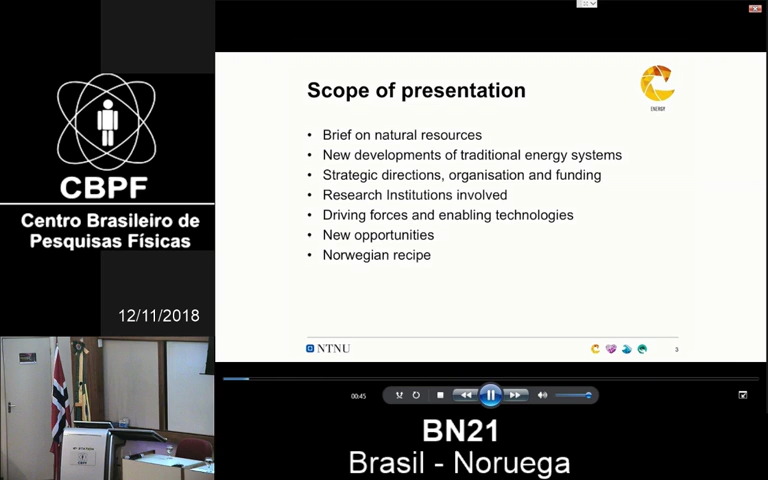 CBPF
Centro Brasileiro de
Pesquisas Físicas
12/11/2018
Scope of presentation
ENERGY
• Brief on natural resources
• New developments of traditional energy systems
• Strategic directions, organisation and funding
• Research Institutions involved
• Driving forces and enabling technologies
• New opportunities
• Norwegian recipe
NTNU
3
00:45
BN21
Brasil - Noruega
CBPF